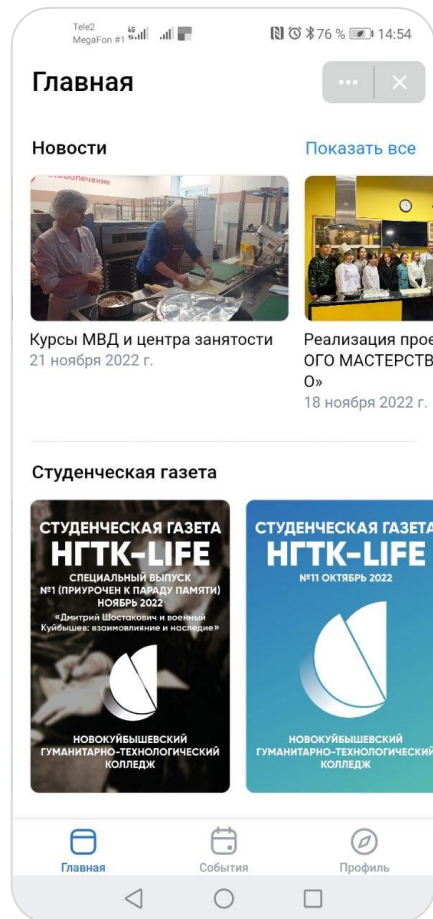 Tele2
MegaFon #1
4G
76 %
14:54
Главная
Новости
Показать все
Курсы МВД и центра занятости
21 ноября 2022 г.
Реализация прое
ОГО МАСТЕРСТВ
О»
18 ноября 2022 г.
Студенческая газета
СТУДЕНЧЕСКАЯ ГАЗЕТА
НГТК-LIFE
СПЕЦИАЛЬНЫЙ ВЫПУСК
№1 (ПРИУРОЧЕН К ПАРАДУ ПАМЯТИ)
НОЯБРЬ 2022
«Дмитрий Шостакович и военный
Куйбышев: взаимовлияние и наследие»
НОВОКУЙБЫШЕВСКИЙ
ГУМАНИТАРНО-ТЕХНОЛОГИЧЕСКИЙ
КОЛЛЕДЖ
СТУДЕНЧЕСКАЯ ГАЗЕТА
НГТК-LIFE
№11 ОКТЯБРЬ 2022
НОВОКУЙБЫШЕВСКИЙ
ГУМАНИТАРНО-ТЕХНОЛОГИЧЕСКИЙ
КОЛЛЕДЖ
Главная
События
Профиль